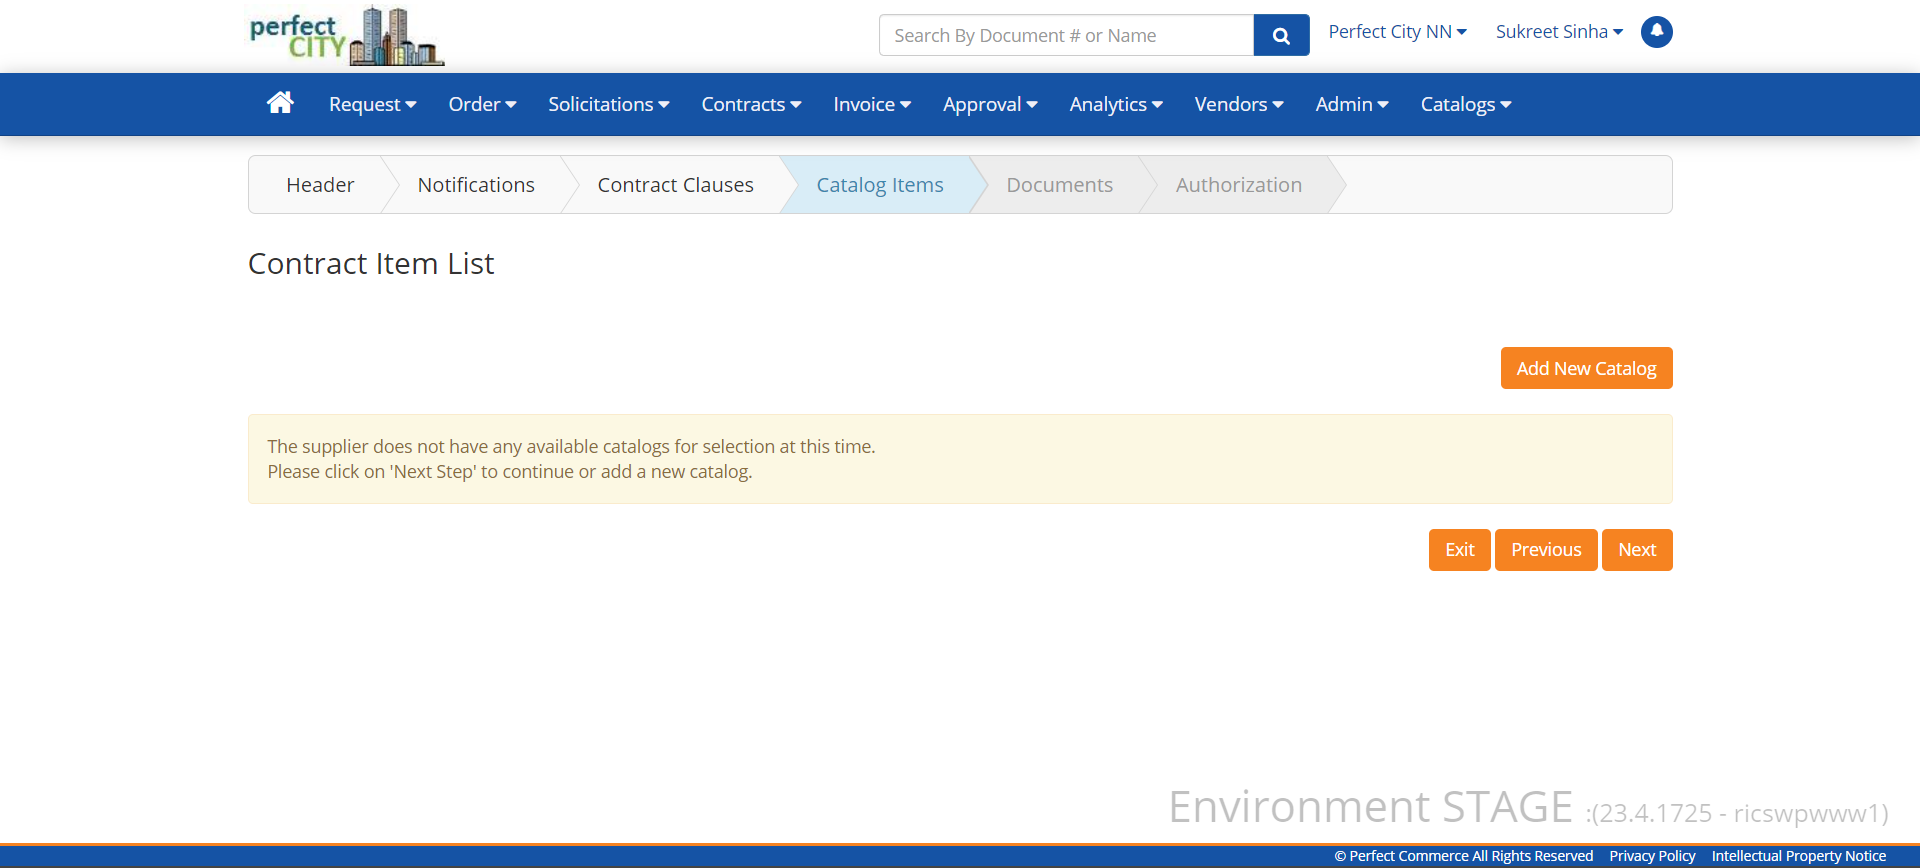 perfect
CITY
Search By Document # or Name
Perfect City NN
Sukreet Sinha
Request
Order
Solicitations
Contracts
Invoice
Approval
Analytics
Vendors
Admin
Catalogs
Header
Notifications
Contract Clauses
Catalog Items
Documents
Authorization
Contract Item List
Add New Catalog
The supplier does not have any available catalogs for selection at this time.
Please click on 'Next Step' to continue or add a new catalog.
Exit
Previous
Next
Environment STAGE :(23.4.1725 - ricswpwww1)
© Perfect Commerce All Rights Reserved
Privacy Policy
Intellectual Property Notice